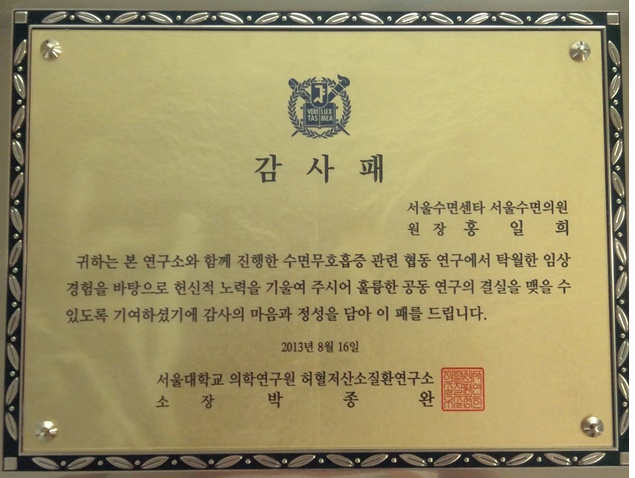 VERI LUX
TAS MEA
감 사 패
서울수면센타 서울수면의원
원 장 홍 일 희
귀하는 본 연구소와 함께 진행한 수면무호흡증 관련 협동 연구에서 탁월한 임상
경험을 바탕으로 헌신적 노력을 기울여 주시어 훌륭한 공동 연구의 결실을 맺을 수
있도록 기여하셨기에 감사의 마음과 정성을 담아 이 패를 드립니다.
2013년 8월 16일
서울대학교 의학연구원 허혈저산소질환연구소
소 장 박 종 완